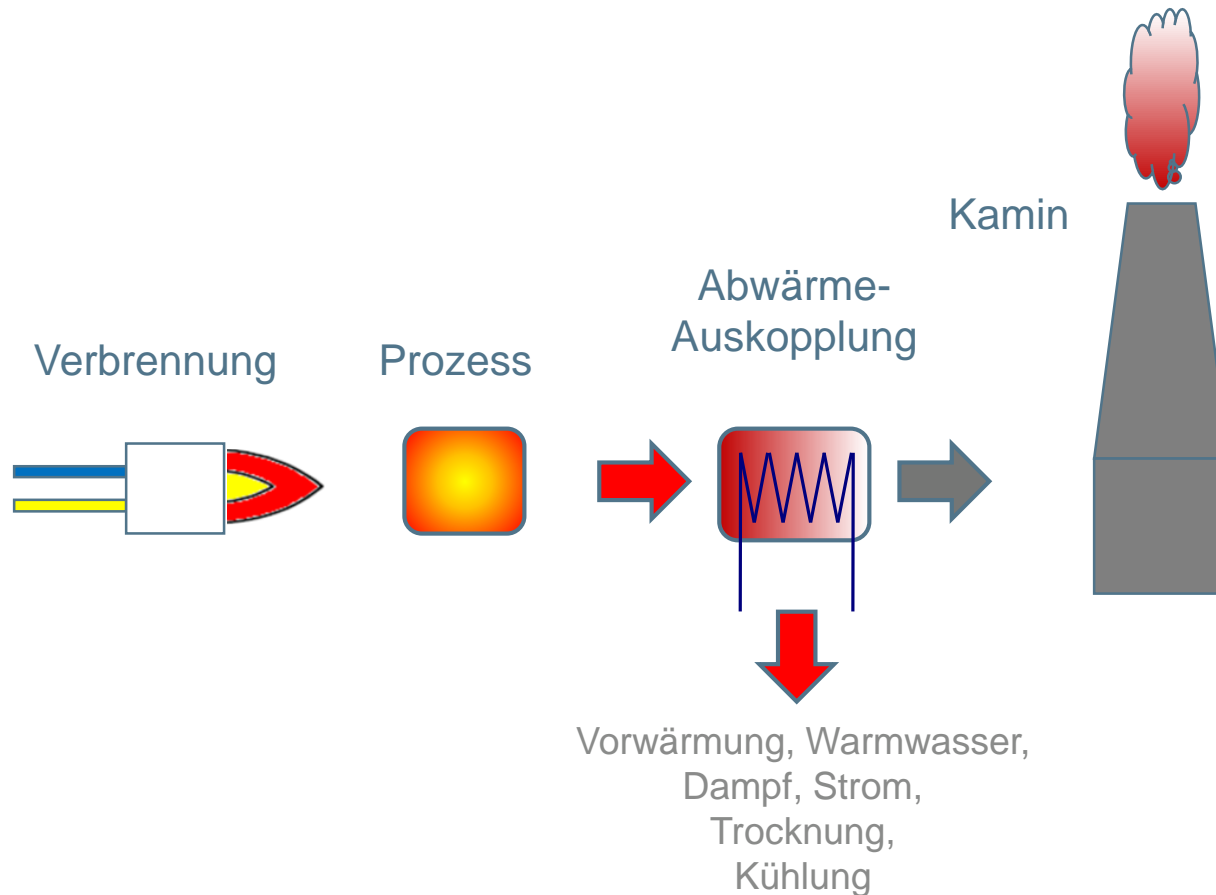 Verbrennung
Prozess
Abwärme-
Auskopplung
Kamin
Vorwärmung, Warmwasser,
Dampf, Strom,
Trocknung,
Kühlung